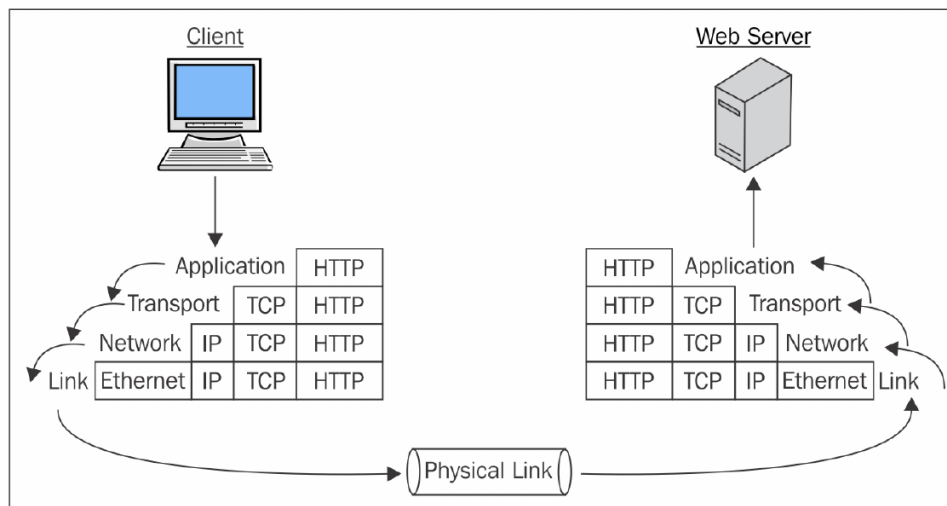 Client
Web Server
Application HTTP
HTTP Application
Transport TCP HTTP
HTTP TCP Transport
Network IP TCP HTTP
HTTP TCP IP Network
Link Ethernet IP TCP HTTP
HTTP TCP IP Ethernet Link
Physical Link